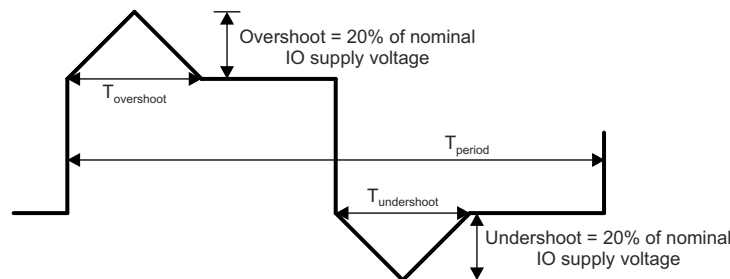 Overshoot = 20% of nominal
IO supply voltage
Tovershoot
Tperiod
Tundershoot
Undershoot = 20% of nominal
IO supply voltage